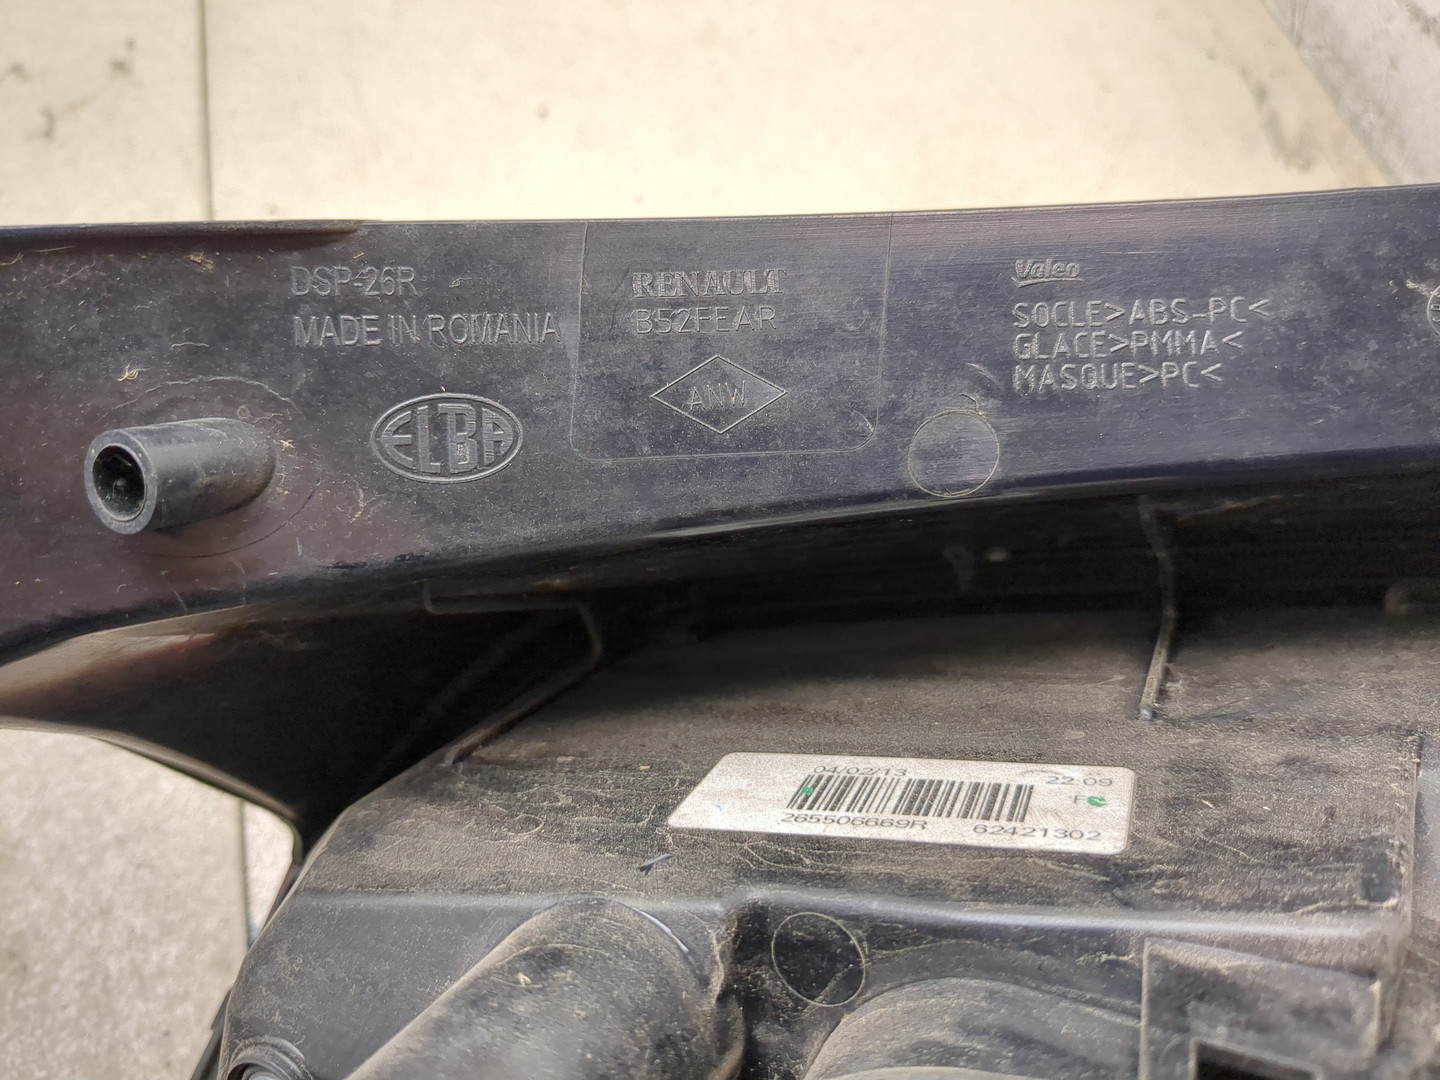 DSP-26R
MADE IN ROMANIA
ELBA
RENAULT
B52FEAR
ANW
Valeo
SOCLE>ABS-PC<
GLACE>PMMA<
MASQUE>PC<
04/02/13 22:09
265506669R 62421302